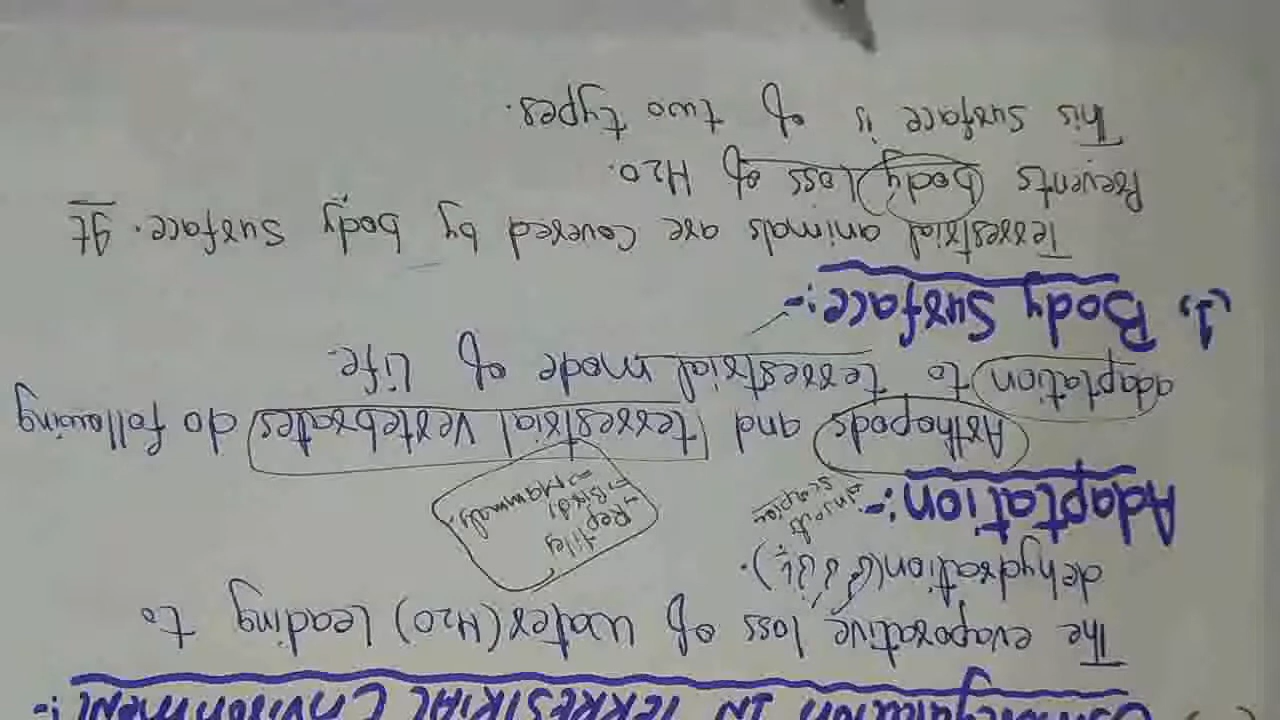 OSMOREGULATION IN TERRESTRIAL ENVIRONMENT:-
The evaporative loss of water(H2O) leading to
dehydration( ).
Adaptation:-
insects
scorpion
- Reptiles
- Birds
- Mammals.
Arthopods and terrestrial vertebrates do following
adaptation to terrestrial mode of life.
1, Body Surface:-
Terrestrial animals are covered by body surface. It
Prevents body loss of H2O.
This surface is of two types.